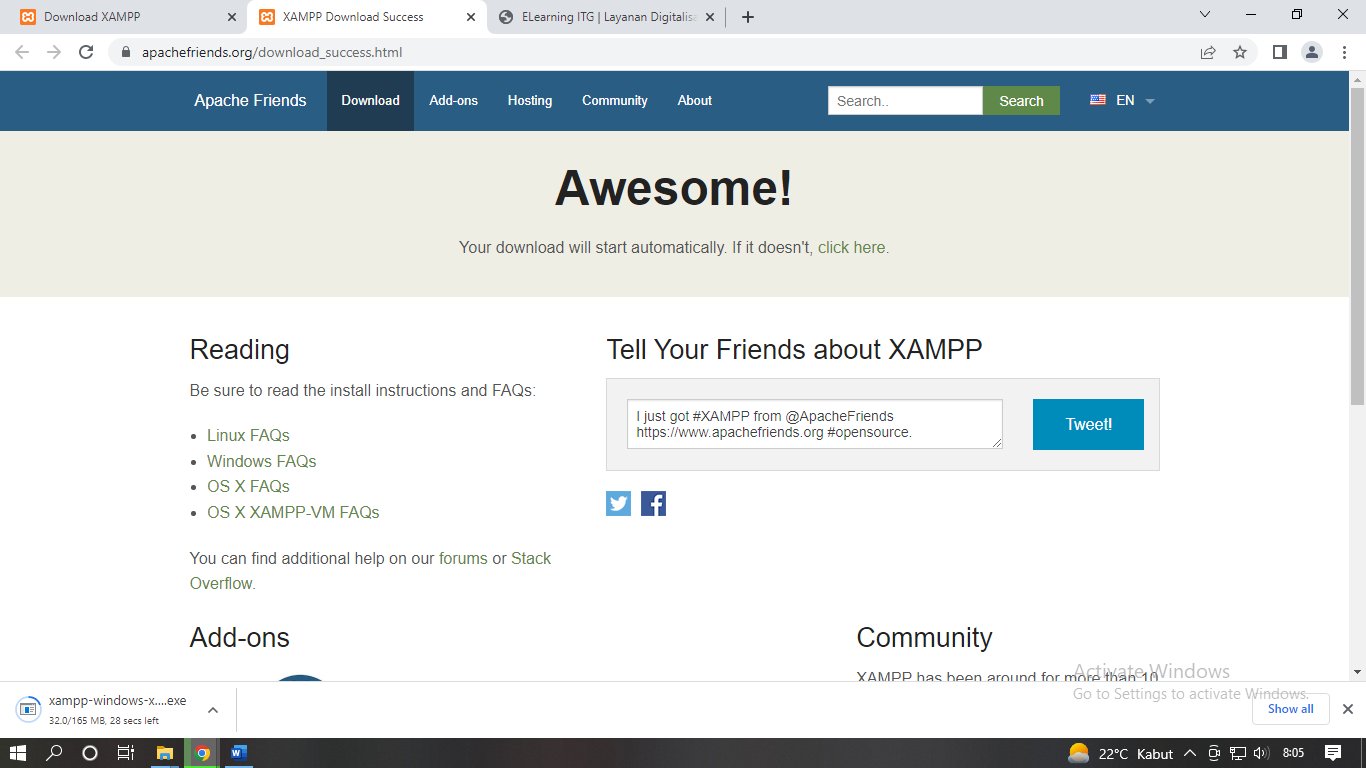 Download XAMPP
XAMPP Download Success
ELearning ITG | Layanan Digitalisa
apachefriends.org/download_success.html
Apache Friends
Download
Add-ons
Hosting
Community
About
Search..
Search
EN
Awesome!
Your download will start automatically. If it doesn't, click here.
Reading
Be sure to read the install instructions and FAQs:
Linux FAQs
Windows FAQs
OS X FAQs
OS X XAMPP-VM FAQs
You can find additional help on our forums or Stack
Overflow.
Tell Your Friends about XAMPP
I just got #XAMPP from @ApacheFriends
https://www.apachefriends.org #opensource.
Tweet!
Add-ons
Community
XAMPP has been around for more than 10
Activate Windows
Go to Settings to activate Windows.
xampp-windows-x....exe
32.0/165 MB, 28 secs left
Show all
22°C Kabut
8:05